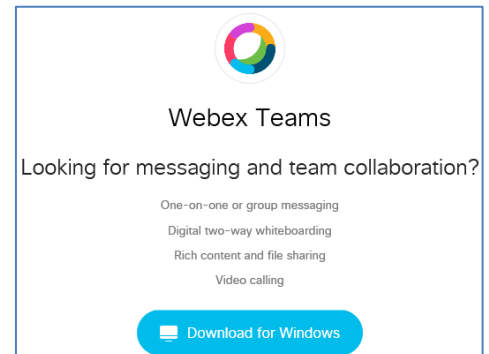 Webex Teams
Looking for messaging and team collaboration?
One-on-one or group messaging
Digital two-way whiteboarding
Rich content and file sharing
Video calling
Download for Windows